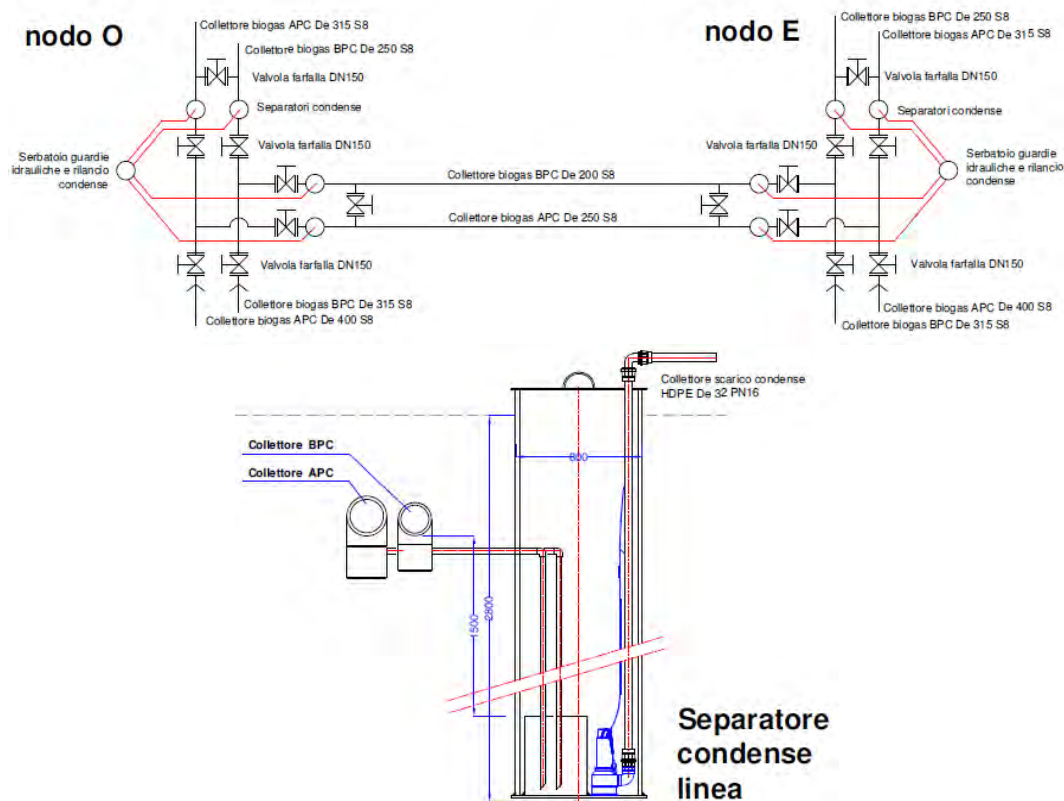 nodo O
Collettore biogas APC De 315 S8
Collettore biogas BPC De 250 S8
Valvola farfalla DN150
Separatori condense
Serbatoio guardie
idrauliche e rilancio
condense
Valvola farfalla DN150
Valvola farfalla DN150
Collettore biogas BPC De 315 S8
Collettore biogas APC De 400 S8
Collettore biogas BPC De 200 S8
Collettore biogas APC De 250 S8
nodo E
Collettore biogas BPC De 250 S8
Collettore biogas APC De 315 S8
Valvola farfalla DN150
Separatori condense
Valvola farfalla DN150
Serbatoio guardie
idrauliche e rilancio
condense
Valvola farfalla DN150
Collettore biogas APC De 400 S8
Collettore biogas BPC De 315 S8
Collettore scarico condense
HDPE De 32 PN16
Collettore BPC
Collettore APC
800
1500
2800
Separatore
condense
linea